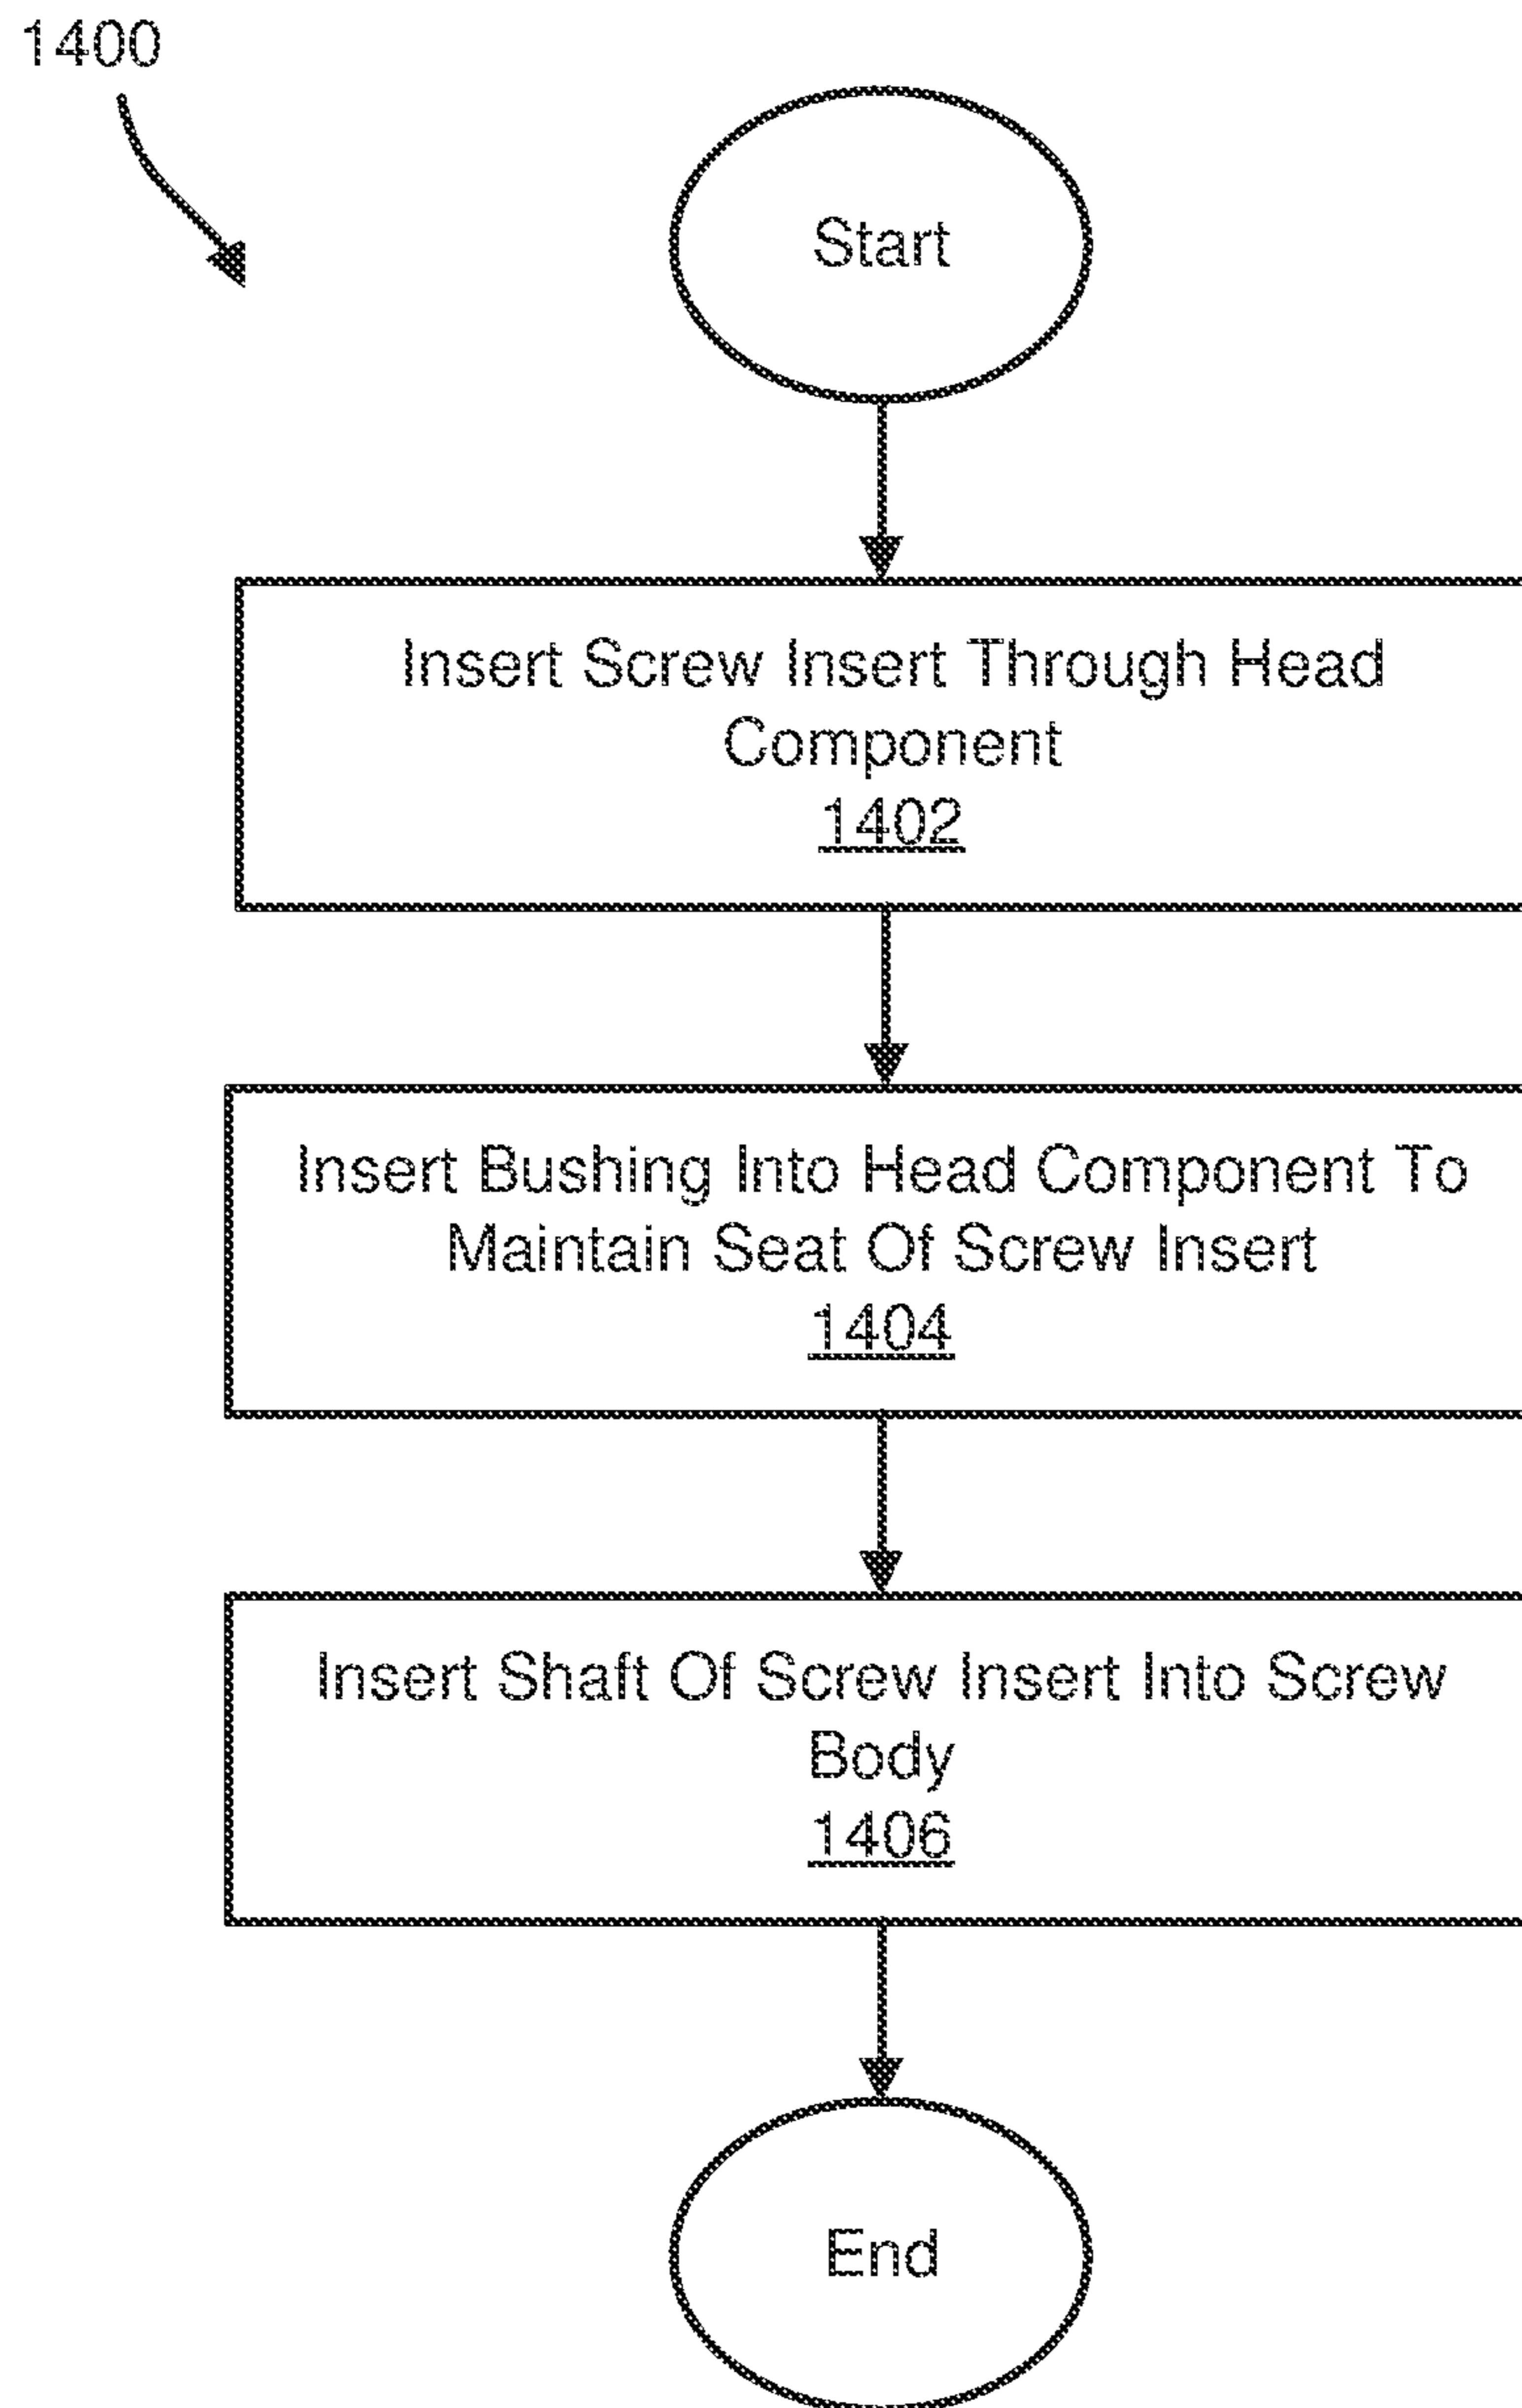 1400
Start
Insert Screw Insert Through Head
Component
1402
Insert Bushing Into Head Component To
Maintain Seat Of Screw Insert
1404
Insert Shaft Of Screw Insert Into Screw
Body
1406
End